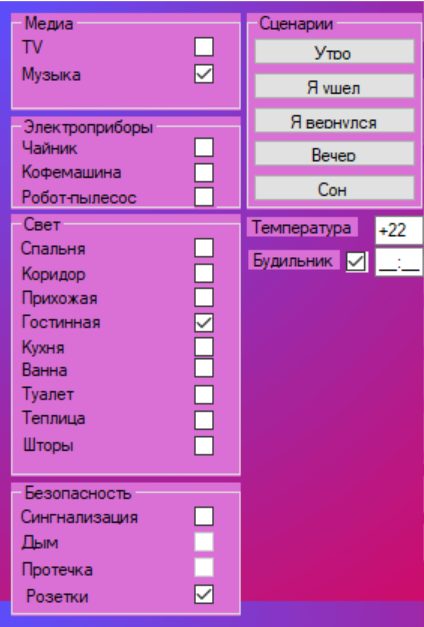 Медиа
TV
Музыка
Электроприборы
Чайник
Кофемашина
Робот-пылесос
Свет
Спальня
Коридор
Прихожая
Гостинная
Кухня
Ванна
Туалет
Теплица
Шторы
Безопасность
Сингнализация
Дым
Протечка
Розетки
Сценарии
Утро
Я ушел
Я вернулся
Вечер
Сон
Температура +22
Будильник __:__